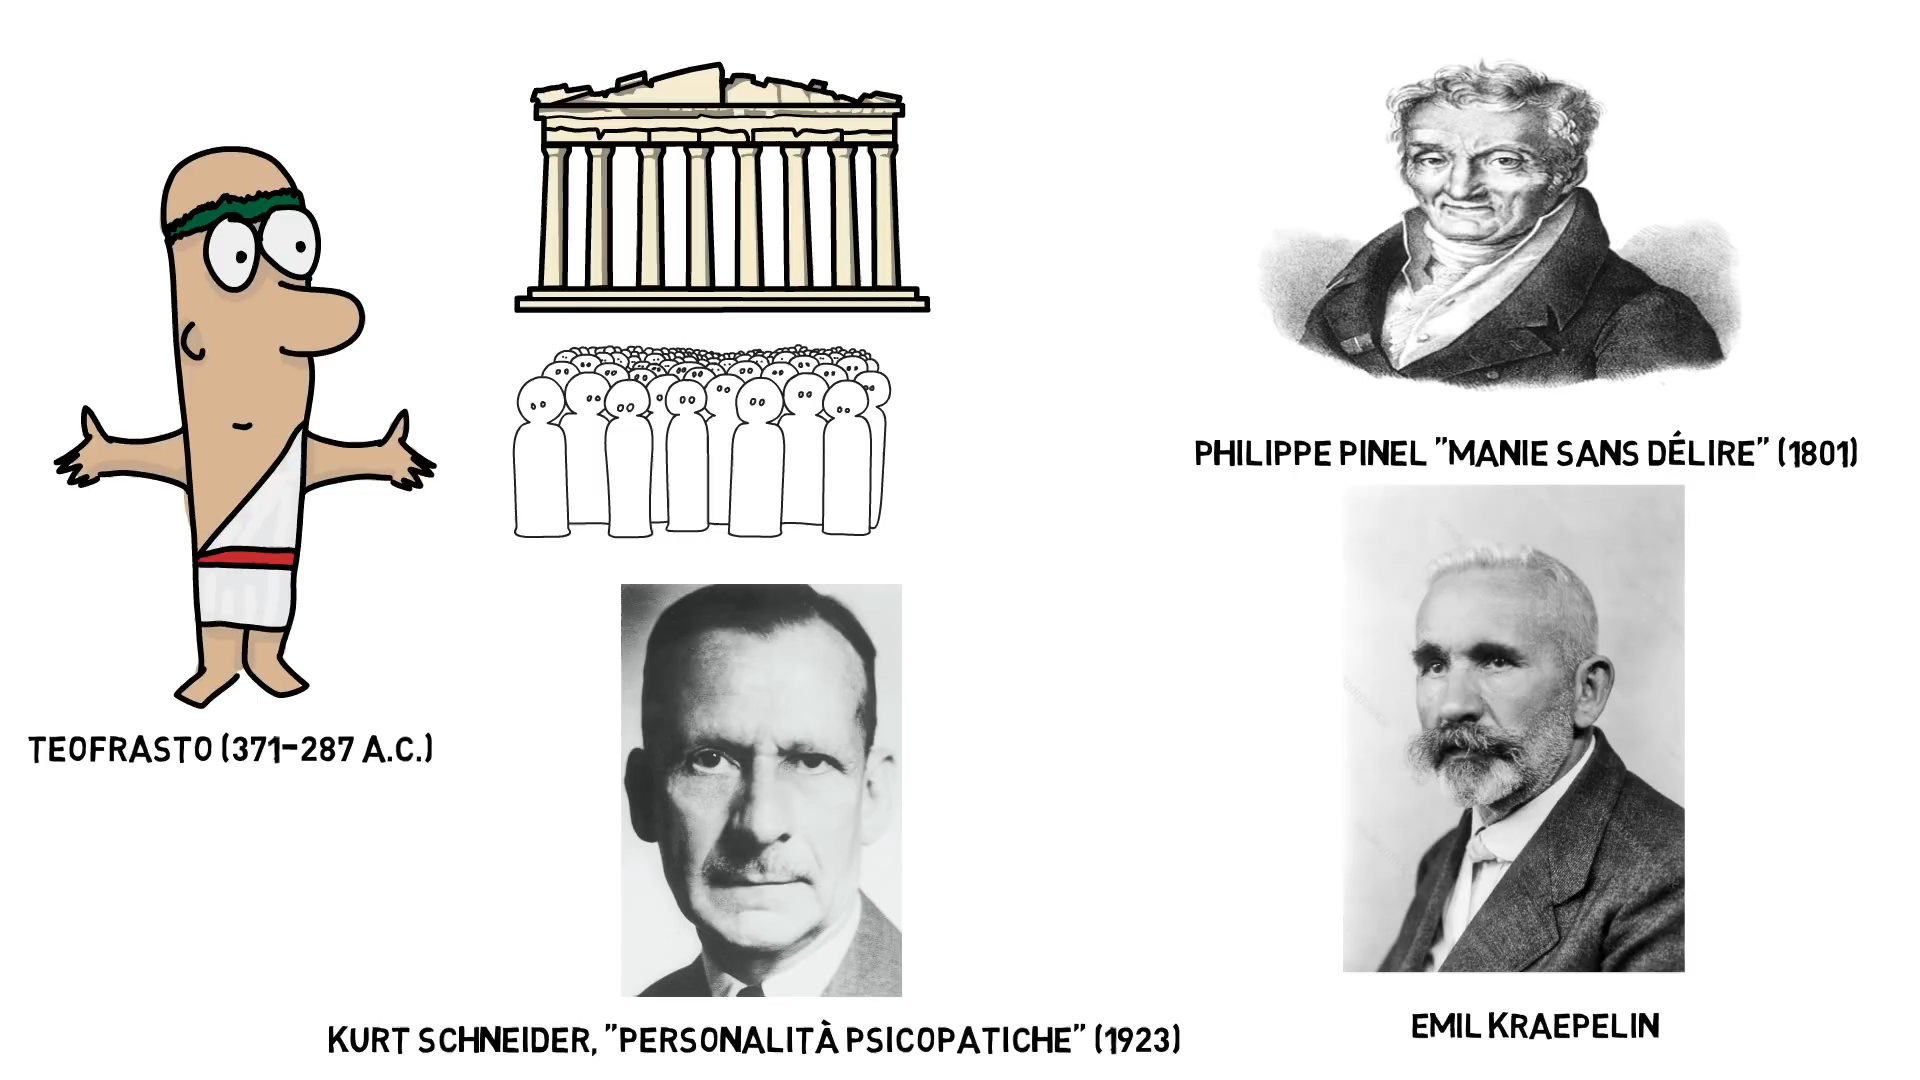 PHILIPPE PINEL "MANIE SANS DÉLIRE" (1801)
TEOFRASTO (371-287 A.C.)
EMIL KRAEPELIN
KURT SCHNEIDER, "PERSONALITÀ PSICOPATICHE" (1923)